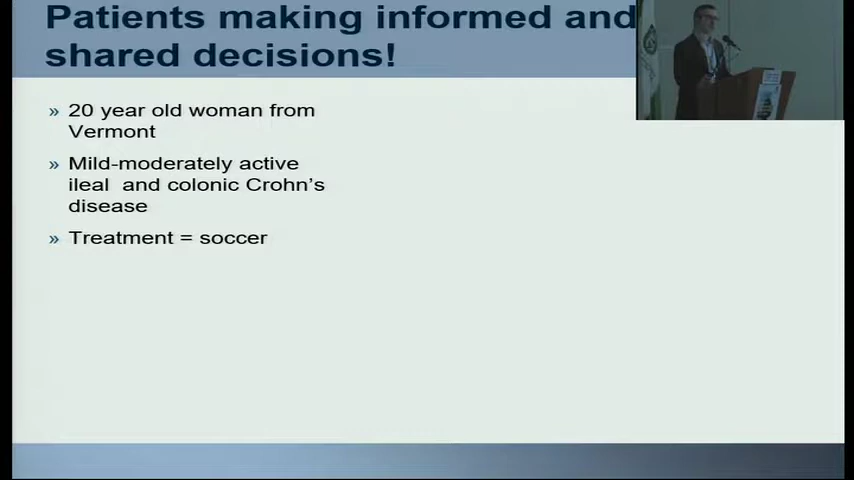 Patients making informed and
shared decisions!
» 20 year old woman from
Vermont
» Mild-moderately active
ileal and colonic Crohn's
disease
» Treatment = soccer